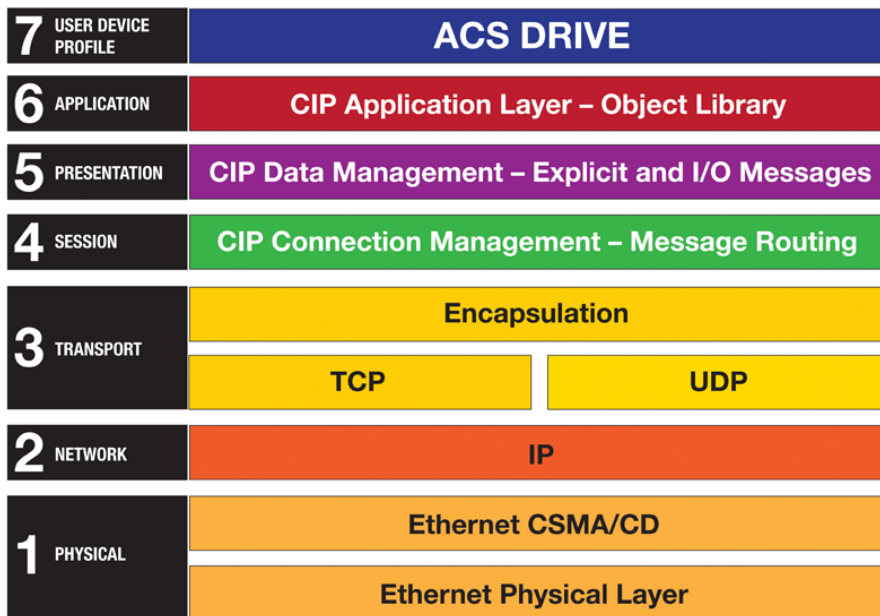 7 USER DEVICE
PROFILE
ACS DRIVE
6 APPLICATION
CIP Application Layer – Object Library
5 PRESENTATION
CIP Data Management – Explicit and I/O Messages
4 SESSION
CIP Connection Management – Message Routing
3 TRANSPORT
Encapsulation
TCP
UDP
2 NETWORK
IP
1 PHYSICAL
Ethernet CSMA/CD
Ethernet Physical Layer